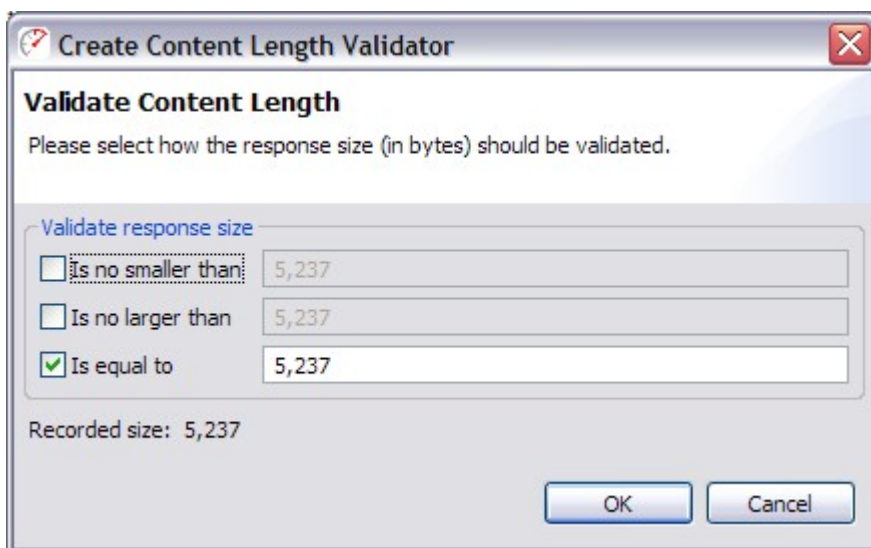 Create Content Length Validator
Validate Content Length
Please select how the response size (in bytes) should be validated.
Validate response size
Is no smaller than 5,237
Is no larger than 5,237
Is equal to 5,237
Recorded size: 5,237
OK Cancel